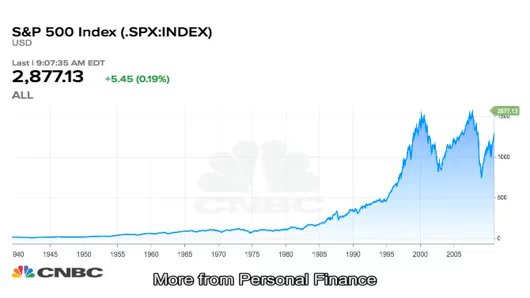 S&P 500 Index (.SPX:INDEX)
USD
Last | 9:07:35 AM EDT
2,877.13 +5.45 (0.19%)
ALL
2877.13
1500
1000
500
0
CNBC
1940 1945 1950 1955 1960 1965 1970 1975 1980 1985 1990 1995 2000 2005
CNBC
More from Personal Finance